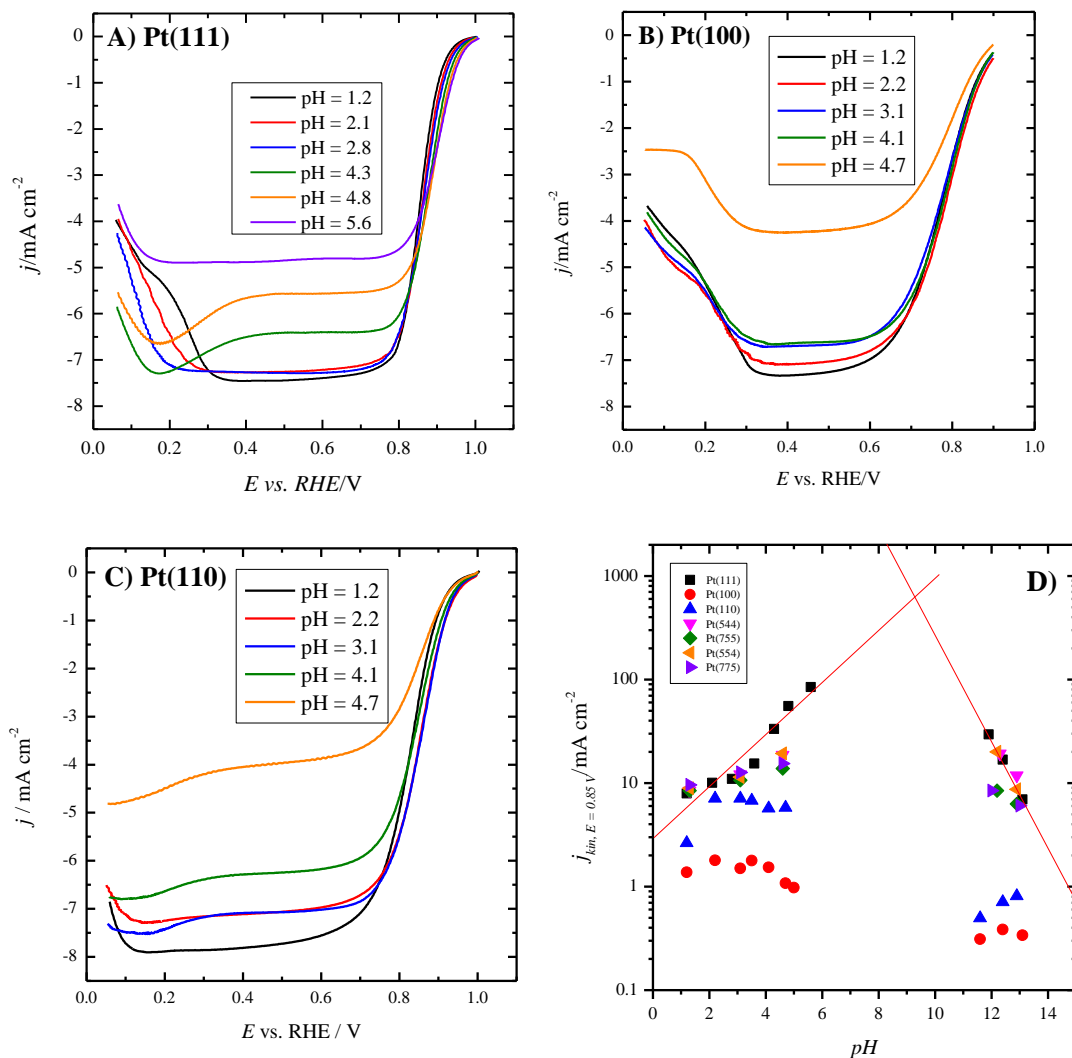 A) Pt(111)
pH = 1.2
pH = 2.1
pH = 2.8
pH = 4.3
pH = 4.8
pH = 5.6
0
-1
-2
-3
-4
-5
-6
-7
-8
j/mA cm-2
0.0 0.2 0.4 0.6 0.8 1.0
E vs. RHE/V
B) Pt(100)
pH = 1.2
pH = 2.2
pH = 3.1
pH = 4.1
pH = 4.7
0
-1
-2
-3
-4
-5
-6
-7
-8
j/mA cm-2
0.0 0.2 0.4 0.6 0.8 1.0
E vs. RHE/V
C) Pt(110)
pH = 1.2
pH = 2.2
pH = 3.1
pH = 4.1
pH = 4.7
0
-1
-2
-3
-4
-5
-6
-7
-8
j / mA cm-2
0.0 0.2 0.4 0.6 0.8 1.0
E vs. RHE / V
D)
Pt(111)
Pt(100)
Pt(110)
Pt(544)
Pt(755)
Pt(554)
Pt(775)
1000
100
10
1
0.1
jkin, E = 0.85 V/mA cm-2
0 2 4 6 8 10 12 14
pH